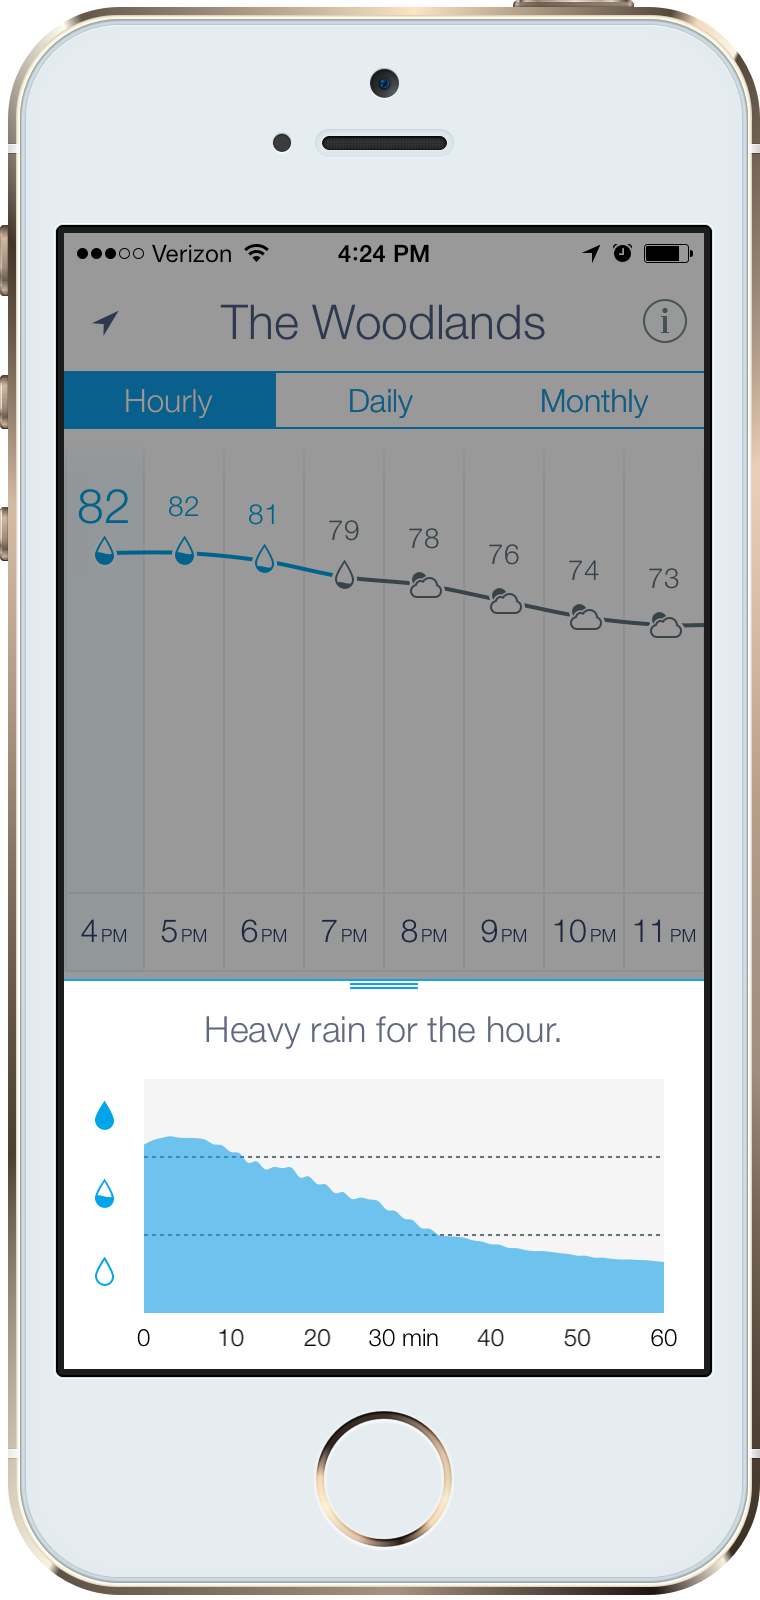 Verizon 4:24 PM
The Woodlands i
Hourly Daily Monthly
82 82 81 79 78 76 74 73
4 PM 5 PM 6 PM 7 PM 8 PM 9 PM 10 PM 11 PM
Heavy rain for the hour.
0 10 20 30 min 40 50 60